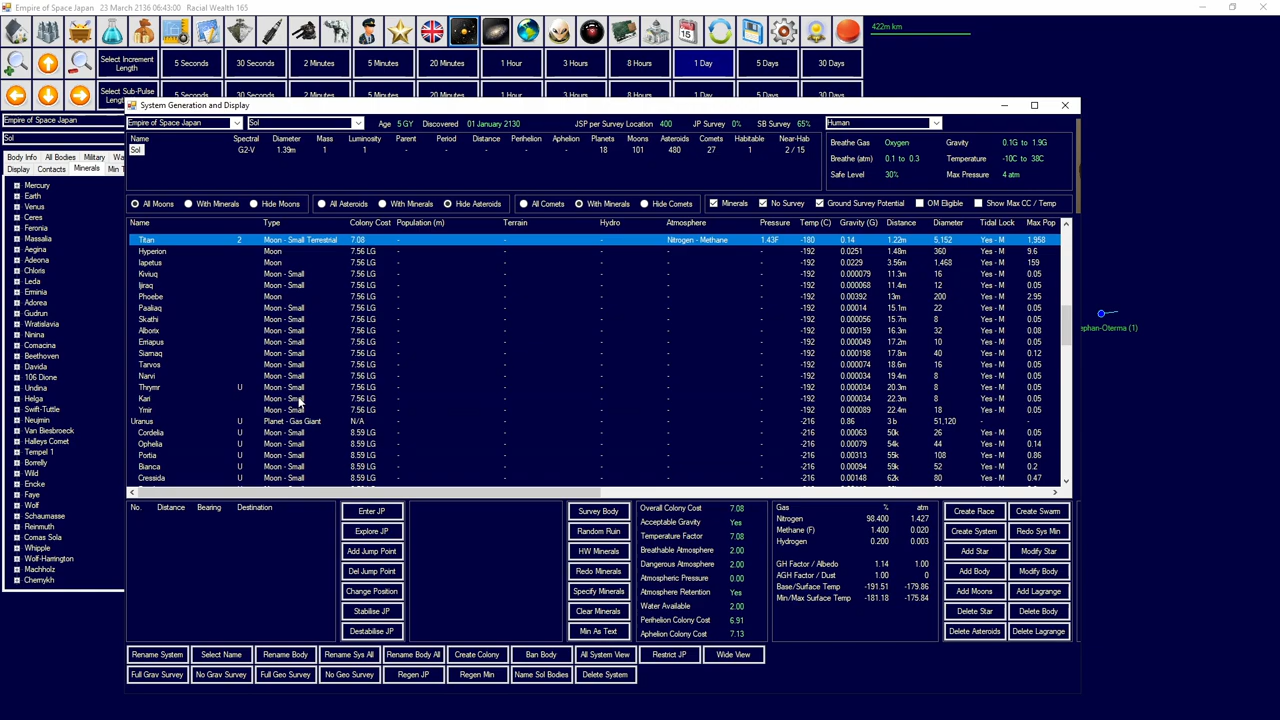 Empire of Space Japan 23 March 2136 06:43:00 Racial Wealth 165
422m km
Select Increment Length 5 Seconds 30 Seconds 2 Minutes 5 Minutes 20 Minutes 1 Hour 3 Hours 8 Hours 1 Day 5 Days 30 Days
Select Sub-Pulse Length 5 Seconds 30 Seconds 2 Minutes 5 Minutes 20 Minutes 1 Hour 3 Hours 8 Hours 1 Day 5 Days 30 Days
System Generation and Display
Empire of Space Japan
Sol
Body Info All Bodies Military Wa
Display Contacts Minerals Min T
Mercury
Earth
Venus
Ceres
Feronia
Massalia
Aegina
Adeona
Chloris
Leda
Erminia
Adorea
Gudrun
Wratislavia
Ninina
Comacina
Beethoven
Davida
106 Dione
Undina
Helga
Swift-Tuttle
Neujmin
Van Biesbroeck
Halleys Comet
Tempel 1
Borrelly
Wild
Encke
Faye
Wolf
Schaumasse
Reinmuth
Comas Sola
Whipple
Wolf-Harrington
Machholz
Chernykh
Empire of Space Japan Sol Age 5 GY Discovered 01 January 2130 JSP per Survey Location 400 JP Survey 0% SB Survey 65% Human
Name Spectral Diameter Mass Luminosity Parent Period Distance Perihelion Aphelion Planets Moons Asteroids Comets Habitable Near-Hab
Sol G2-V 1.39m 1 1 - - - - - 18 101 480 27 1 2 / 15
Breathe Gas Oxygen Gravity 0.1G to 1.9G
Breathe (atm) 0.1 to 0.3 Temperature -10C to 38C
Safe Level 30% Max Pressure 4 atm
All Moons With Minerals Hide Moons All Asteroids With Minerals Hide Asteroids All Comets With Minerals Hide Comets Minerals No Survey Ground Survey Potential OM Eligible Show Max CC / Temp
Name Type Colony Cost Population (m) Terrain Hydro Atmosphere Pressure Temp (C) Gravity (G) Distance Diameter Tidal Lock Max Pop
Titan 2 Moon - Small Terrestrial 7.08 - - - Nitrogen - Methane 1.43F -180 0.14 1.22m 5,152 Yes - M 1,958
Hyperion Moon 7.56 LG - - - - - -192 0.0251 1.48m 360 Yes - M 9.6
Iapetus Moon 7.56 LG - - - - - -192 0.0229 3.56m 1,468 Yes - M 159
Kiviuq Moon - Small 7.56 LG - - - - - -192 0.000079 11.3m 16 Yes - M 0.05
Ijiraq Moon - Small 7.56 LG - - - - - -192 0.000068 11.4m 12 Yes - M 0.05
Phoebe Moon 7.56 LG - - - - - -192 0.00392 13m 200 Yes - M 2.95
Paaliaq Moon - Small 7.56 LG - - - - - -192 0.00014 15.1m 22 Yes - M 0.05
Skathi Moon - Small 7.56 LG - - - - - -192 0.000056 15.7m 8 Yes - M 0.05
Albiorix Moon - Small 7.56 LG - - - - - -192 0.000159 16.3m 32 Yes - M 0.08
Erriapus Moon - Small 7.56 LG - - - - - -192 0.000049 17.2m 10 Yes - M 0.05
Siarnaq Moon - Small 7.56 LG - - - - - -192 0.000198 17.8m 40 Yes - M 0.12
Tarvos Moon - Small 7.56 LG - - - - - -192 0.000074 18.6m 16 Yes - M 0.05
Narvi Moon - Small 7.56 LG - - - - - -192 0.000034 19.4m 8 Yes - M 0.05
Thrymr U Moon - Small 7.56 LG - - - - - -192 0.000034 20.3m 8 Yes - M 0.05
Kari U Moon - Small 7.56 LG - - - - - -192 0.000034 22.3m 8 Yes - M 0.05
Ymir U Moon - Small 7.56 LG - - - - - -192 0.000089 22.4m 18 Yes - M 0.05
Uranus U Planet - Gas Giant N/A - - - - - -216 0.86 3 b 51,120 - -
Cordelia U Moon - Small 8.59 LG - - - - - -216 0.00063 50k 26 Yes - M 0.05
Ophelia U Moon - Small 8.59 LG - - - - - -216 0.00079 54k 44 Yes - M 0.14
Portia U Moon - Small 8.59 LG - - - - - -216 0.00313 55k 108 Yes - M 0.86
Bianca U Moon - Small 8.59 LG - - - - - -216 0.00094 59k 52 Yes - M 0.2
Cressida U Moon - Small 8.59 LG - - - - - -216 0.00148 62k 80 Yes - M 0.47
ephan-Oterma (1)
No. Distance Bearing Destination
Enter JP
Explore JP
Add Jump Point
Del Jump Point
Change Position
Stabilise JP
Destabilise JP
Survey Body
Random Ruin
HW Minerals
Redo Minerals
Specify Minerals
Clear Minerals
Min As Text
Overall Colony Cost 7.08
Acceptable Gravity Yes
Temperature Factor 7.08
Breathable Atmosphere 2.00
Dangerous Atmosphere 2.00
Atmospheric Pressure 0.00
Atmosphere Retention Yes
Water Available 2.00
Perihelion Colony Cost 6.91
Aphelion Colony Cost 7.13
Gas % atm
Nitrogen 98.400 1.427
Methane (F) 1.400 0.020
Hydrogen 0.200 0.003
GH Factor / Albedo 1.14 1.00
AGH Factor / Dust 1.00 0
Base/Surface Temp -191.51 -179.86
Min/Max Surface Temp -181.18 -175.84
Create Race Create Swarm
Create System Redo Sys Min
Add Star Modify Star
Add Body Modify Body
Add Moons Add Lagrange
Delete Star Delete Body
Delete Asteroids Delete Lagrange
Rename System Select Name Rename Body Rename Sys All Rename Body All Create Colony Ban Body All System View Restrict JP Wide View
Full Grav Survey No Grav Survey Full Geo Survey No Geo Survey Regen JP Regen Min Name Sol Bodies Delete System